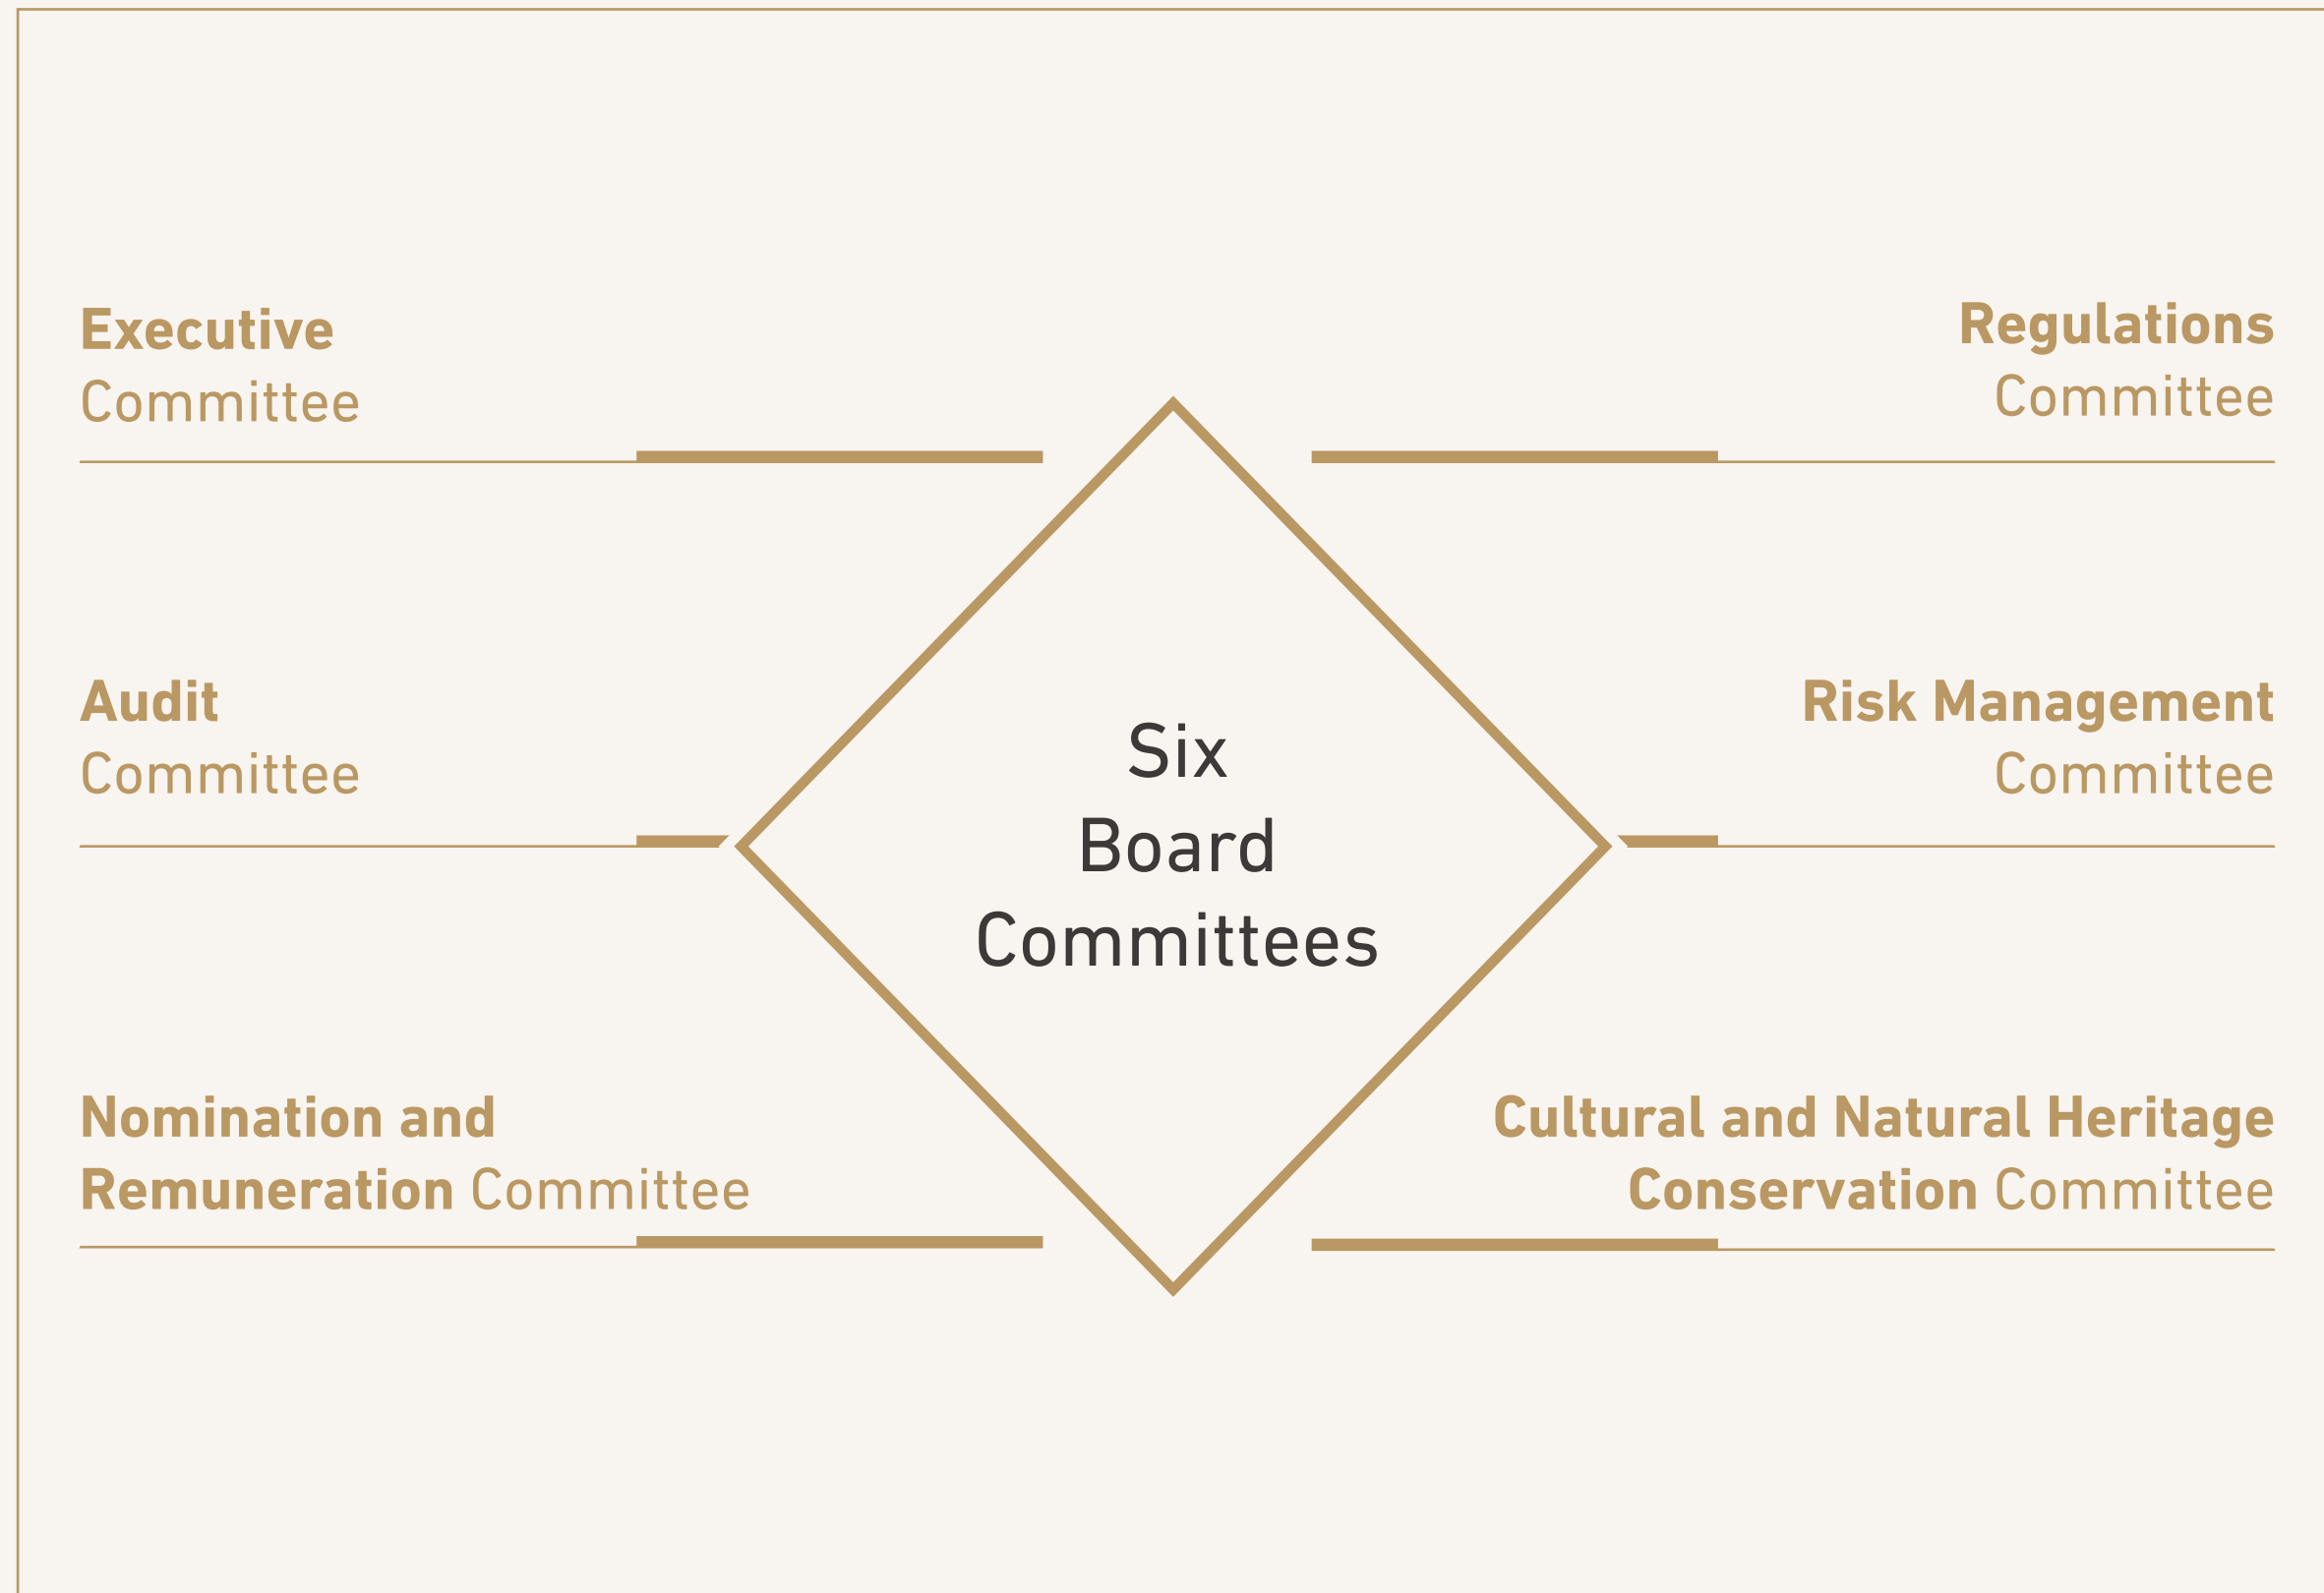 Executive
Committee
Audit
Committee
Nomination and
Remuneration Committee
Six
Board
Committees
Regulations
Committee
Risk Management
Committee
Cultural and Natural Heritage
Conservation Committee